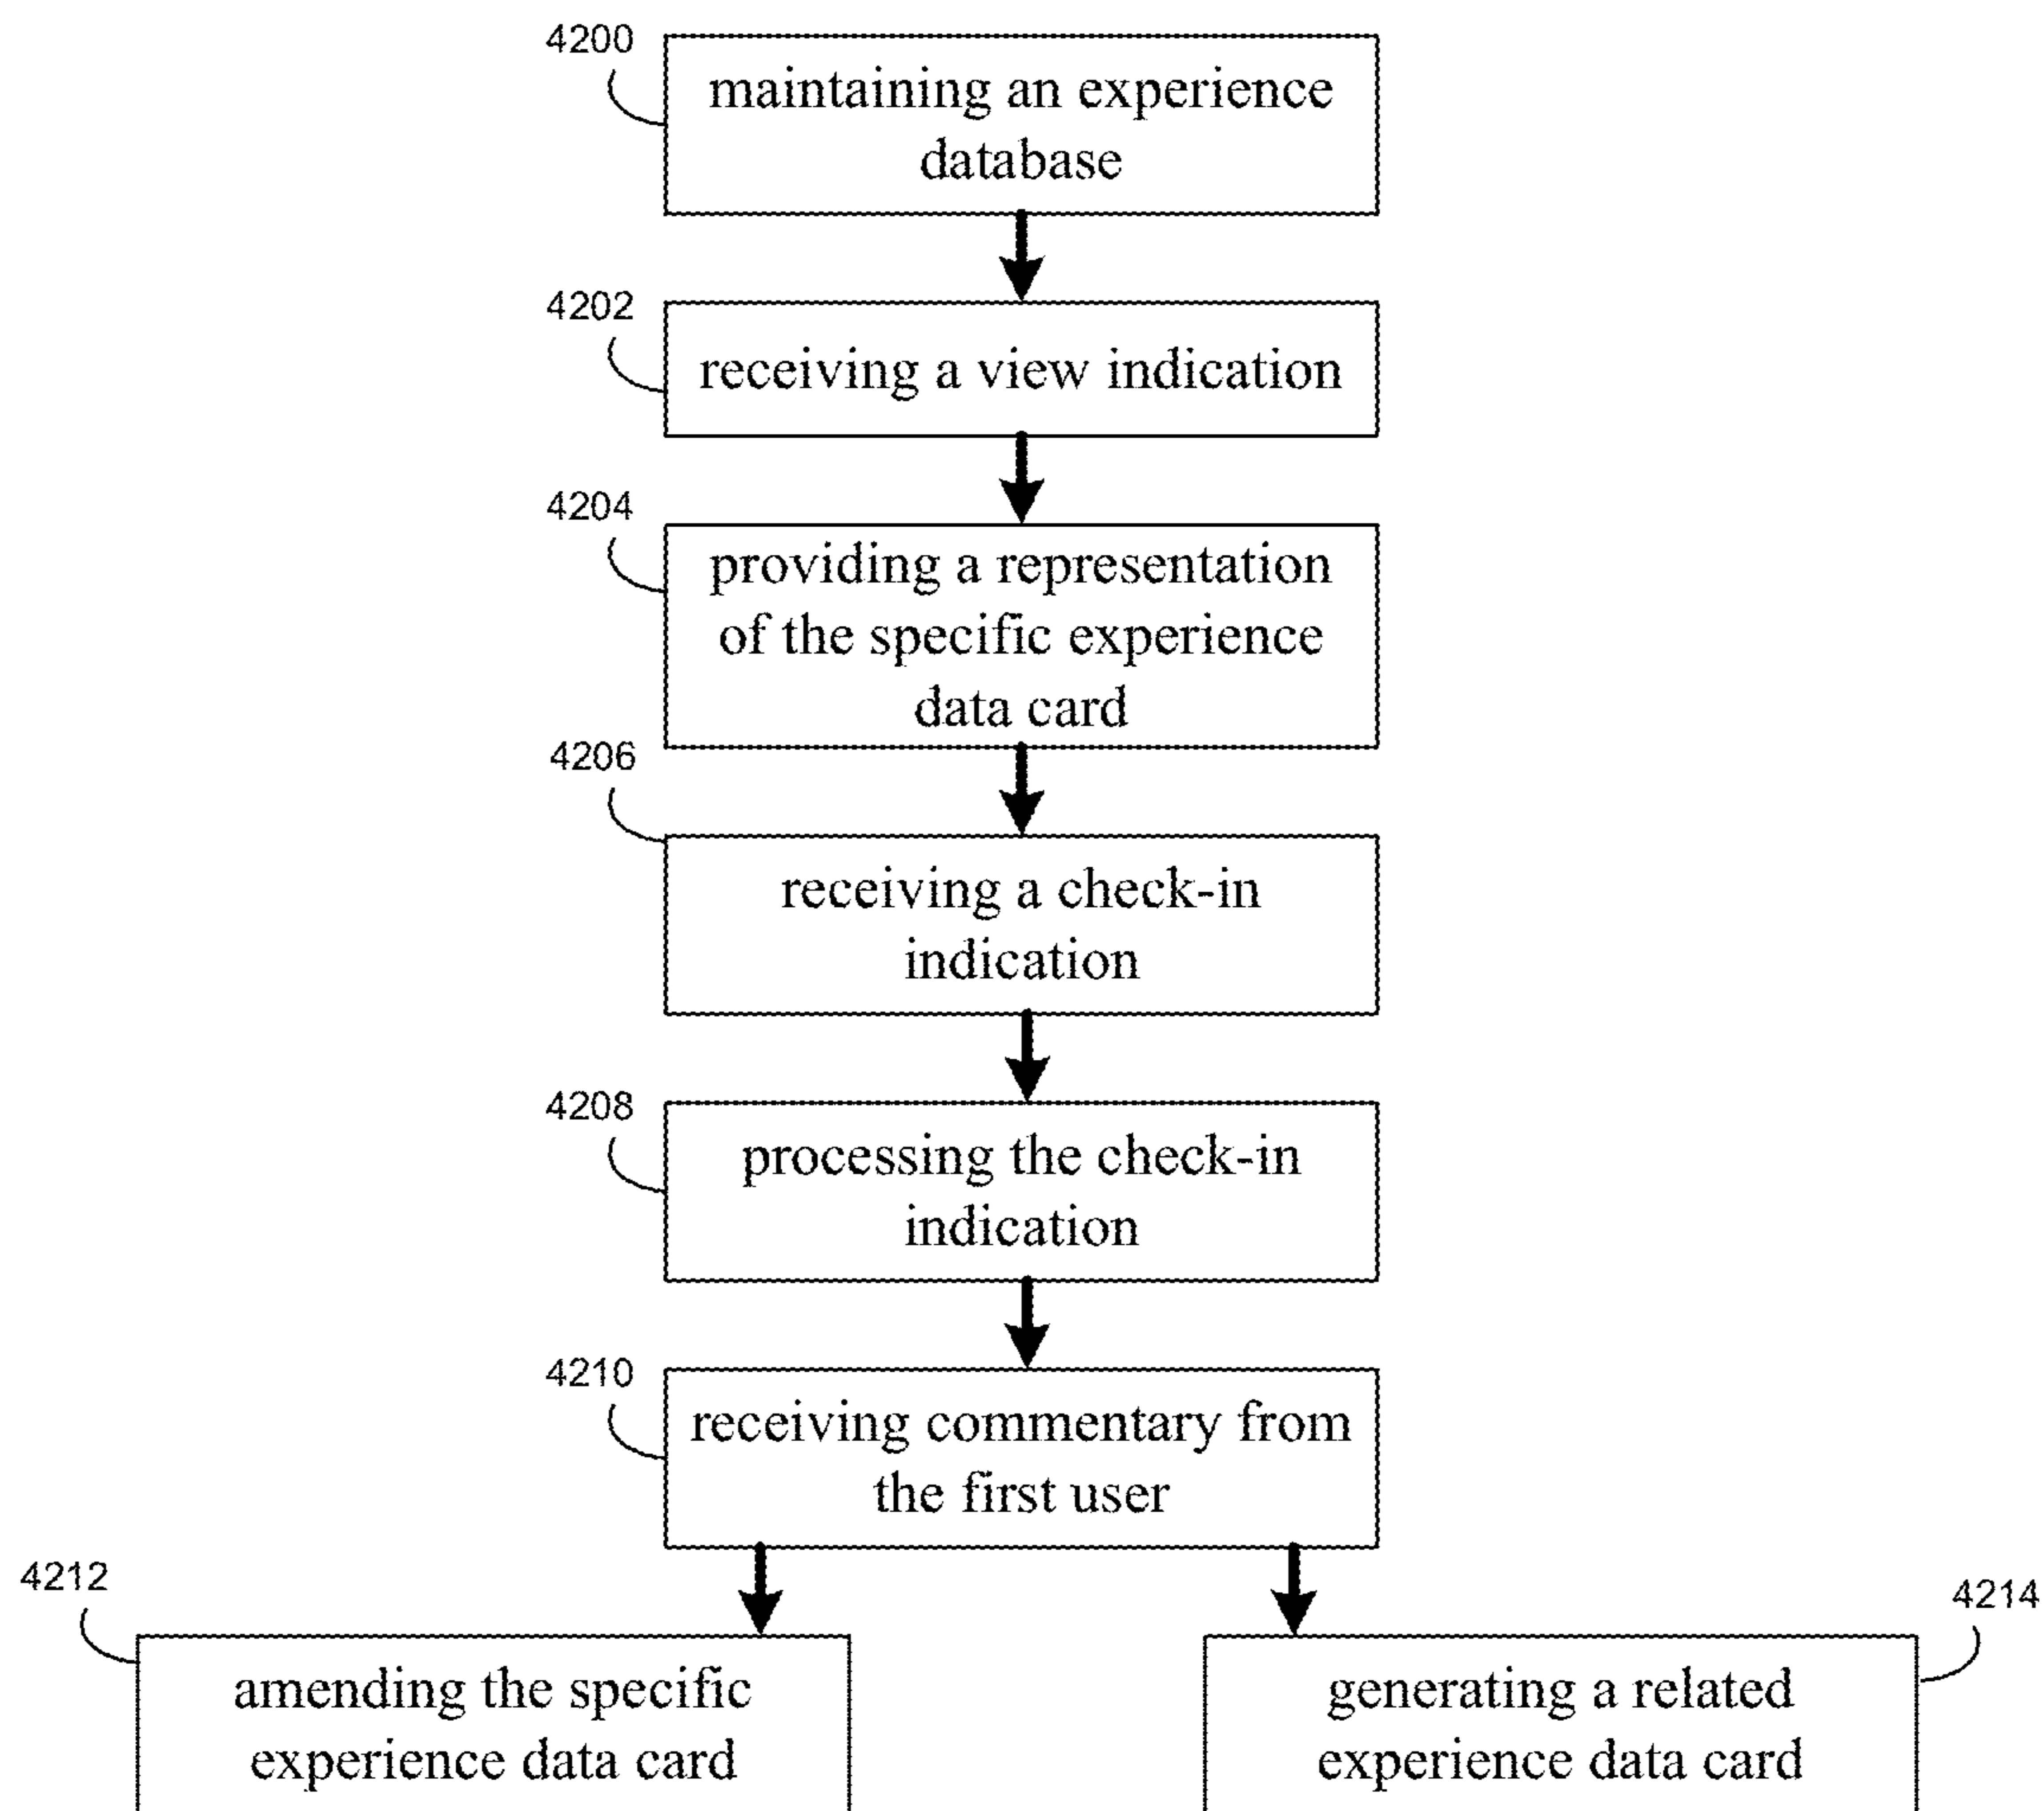 4200
maintaining an experience
database
4202
receiving a view indication
4204
providing a representation
of the specific experience
data card
4206
receiving a check-in
indication
4208
processing the check-in
indication
4210
receiving commentary from
the first user
4212
amending the specific
experience data card
4214
generating a related
experience data card